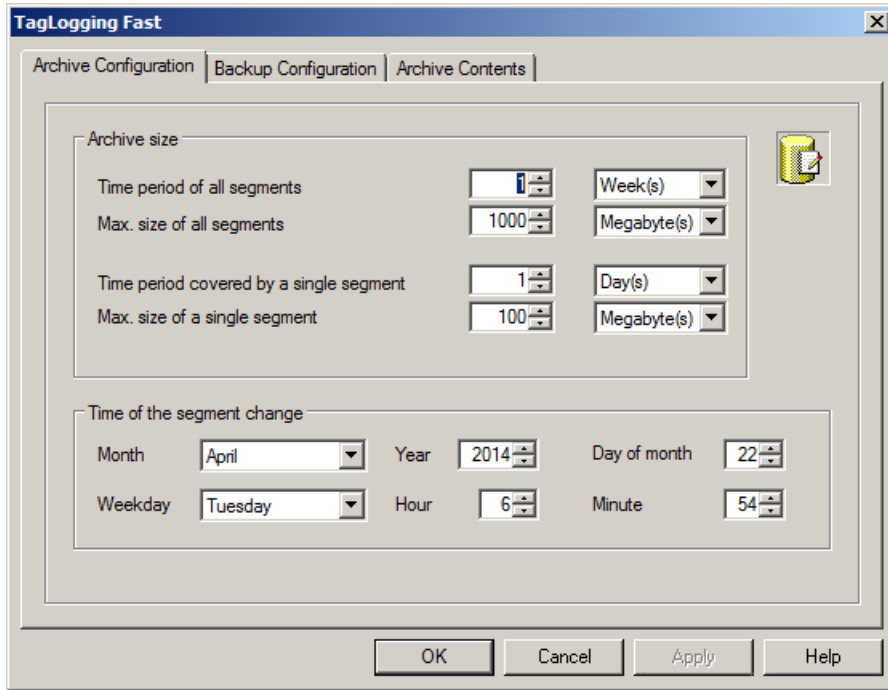 TagLogging Fast
Archive Configuration Backup Configuration Archive Contents
Archive size
Time period of all segments 1 Week(s)
Max. size of all segments 1000 Megabyte(s)
Time period covered by a single segment 1 Day(s)
Max. size of a single segment 100 Megabyte(s)
Time of the segment change
Month April Year 2014 Day of month 22
Weekday Tuesday Hour 6 Minute 54
OK Cancel Apply Help